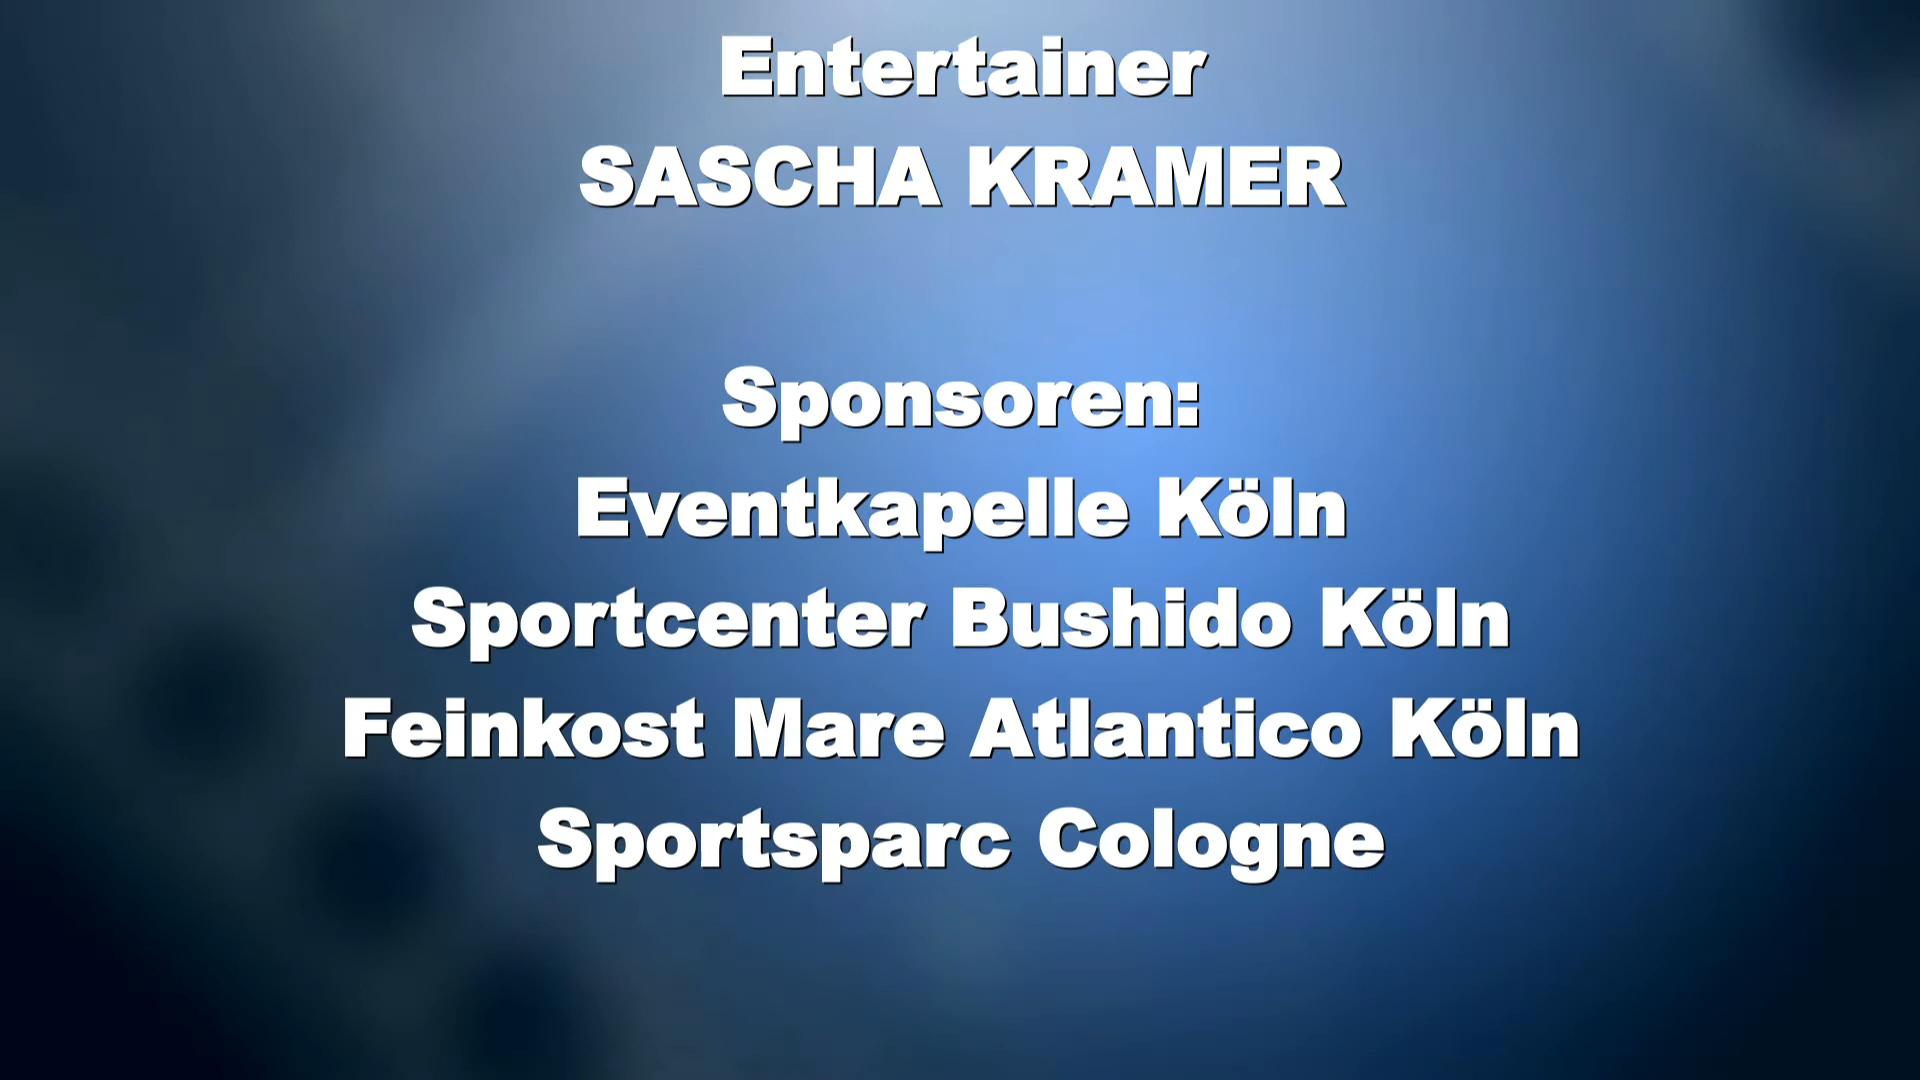 Entertainer
SASCHA KRAMER
Sponsoren:
Eventkapelle Köln
Sportcenter Bushido Köln
Feinkost Mare Atlantico Köln
Sportsparc Cologne